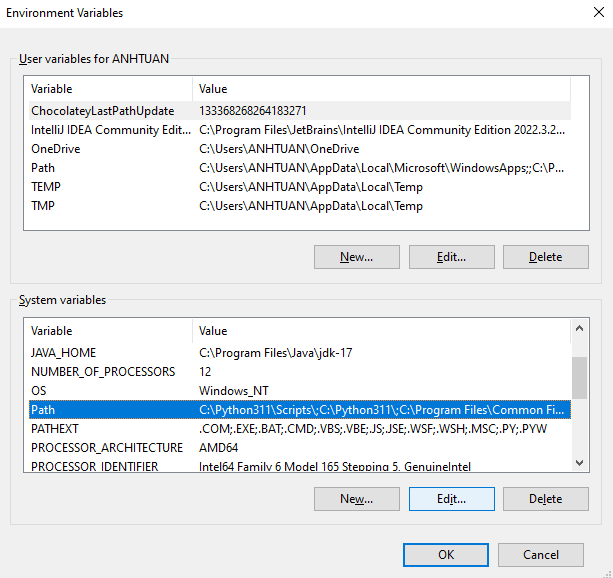 Environment Variables
User variables for ANHTUAN
Variable Value
ChocolateyLastPathUpdate 133368268264183271
IntelliJ IDEA Community Edit... C:\Program Files\JetBrains\IntelliJ IDEA Community Edition 2022.3.2...
OneDrive C:\Users\ANHTUAN\OneDrive
Path C:\Users\ANHTUAN\AppData\Local\Microsoft\WindowsApps;;C:\P...
TEMP C:\Users\ANHTUAN\AppData\Local\Temp
TMP C:\Users\ANHTUAN\AppData\Local\Temp
New... Edit... Delete
System variables
Variable Value
JAVA_HOME C:\Program Files\Java\jdk-17
NUMBER_OF_PROCESSORS 12
OS Windows_NT
Path C:\Python311\Scripts\;C:\Python311\;C:\Program Files\Common Fi...
PATHEXT .COM;.EXE;.BAT;.CMD;.VBS;.VBE;.JS;.JSE;.WSF;.WSH;.MSC;.PY;.PYW
PROCESSOR_ARCHITECTURE AMD64
PROCESSOR_IDENTIFIER Intel64 Family 6 Model 165 Stepping 5, GenuineIntel
New... Edit... Delete
OK Cancel